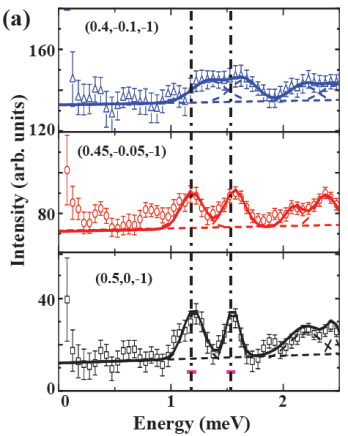 (a)
(0.4,-0.1,-1)
160
140
120
(0.45,-0.05,-1)
100
80
Intensity (arb. units)
(0.5,0,-1)
40
0
0 1 2
Energy (meV)